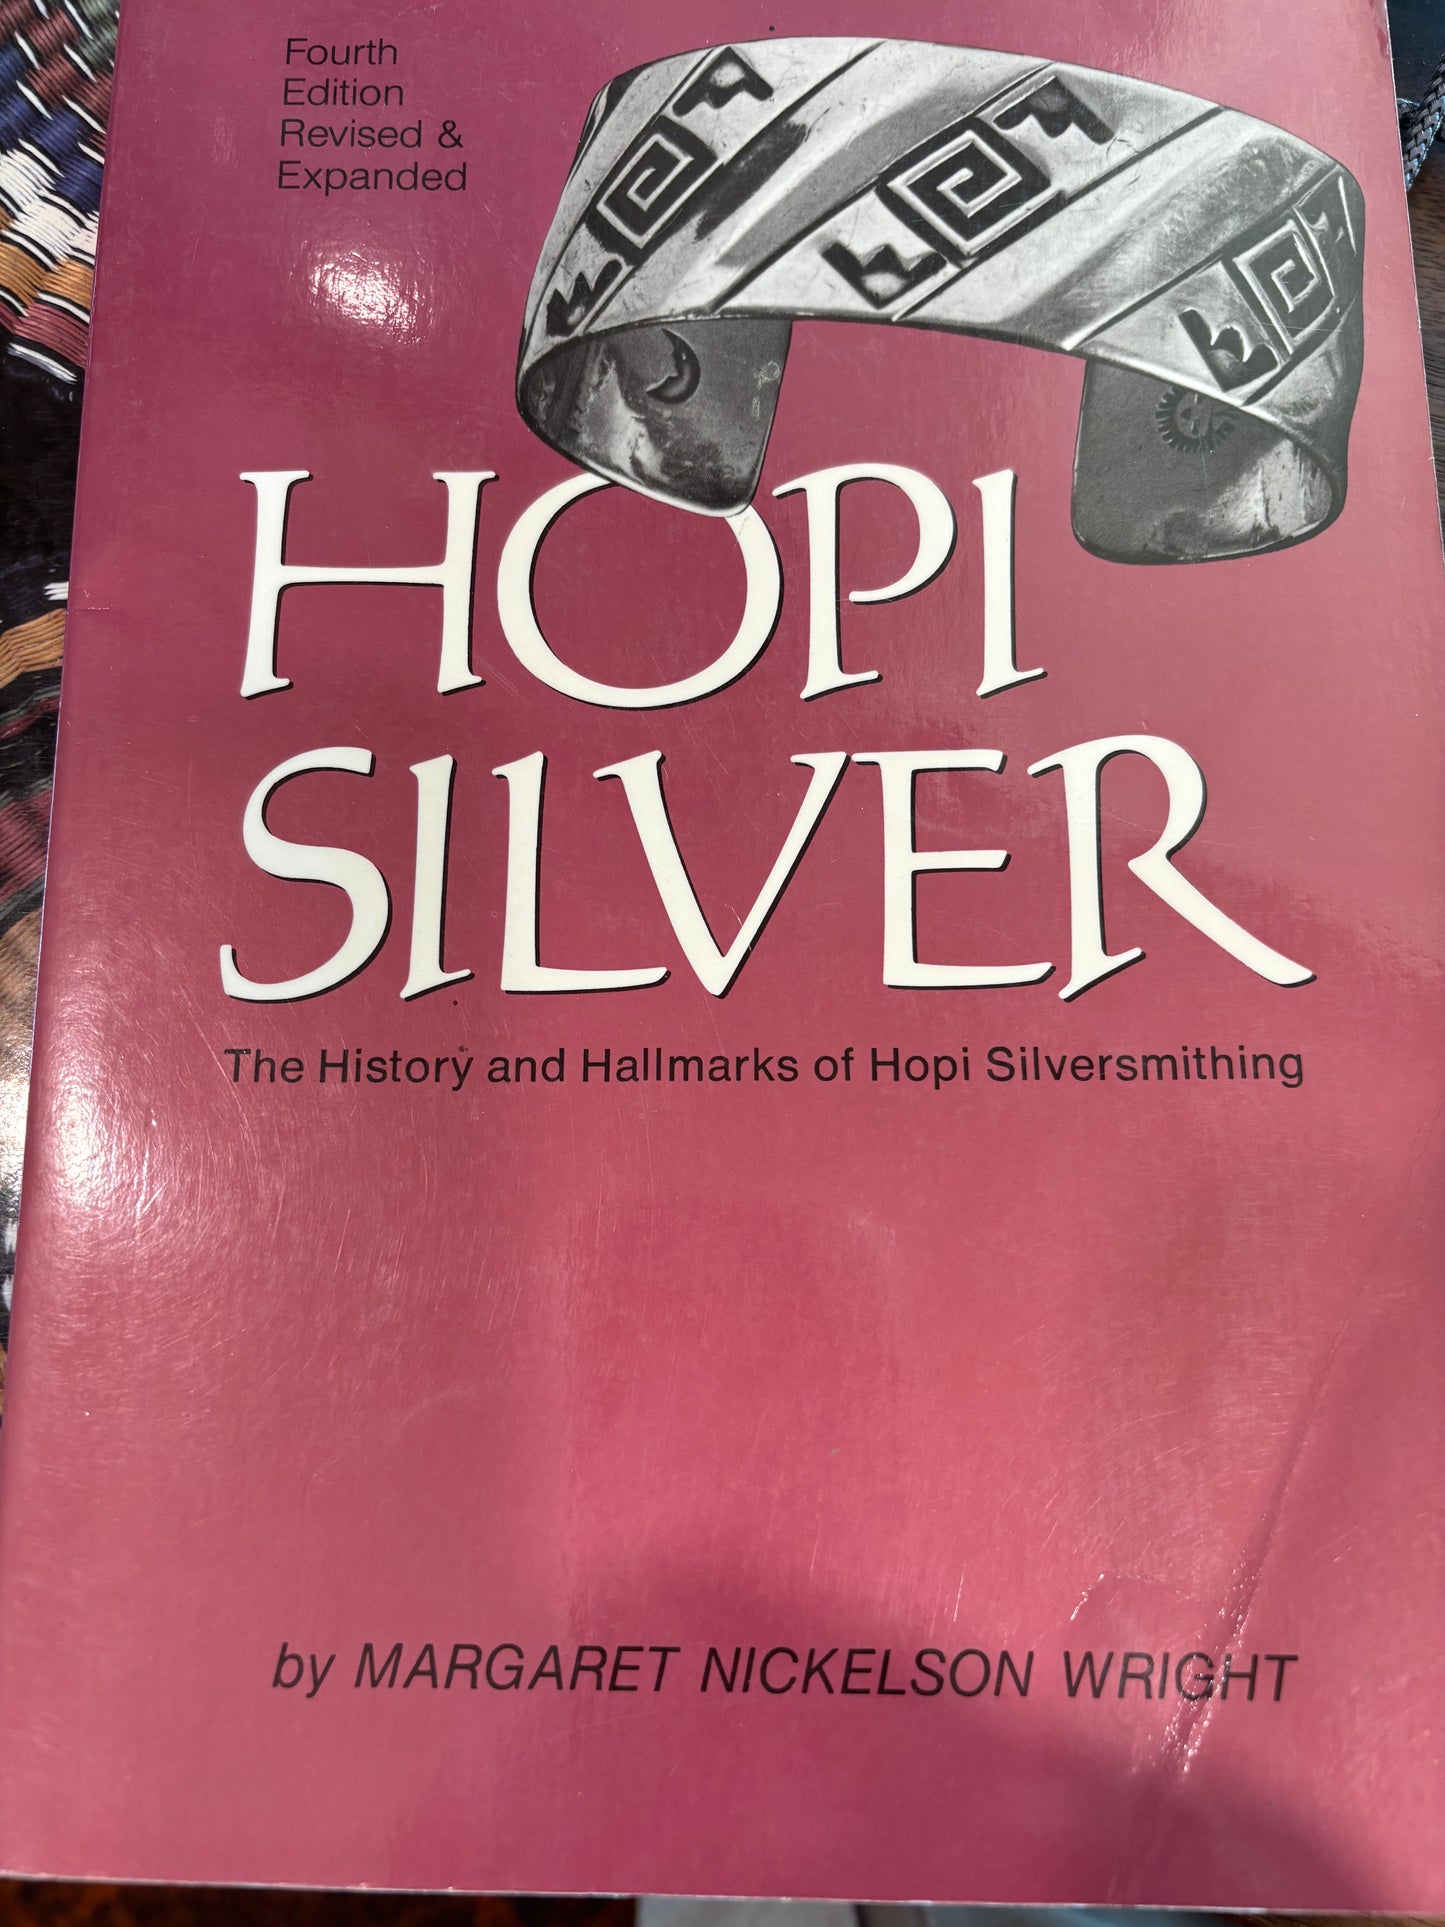 Fourth
Edition
Revised &
Expanded
HOPI
SILVER
The History and Hallmarks of Hopi Silversmithing
by MARGARET NICKELSON WRIGHT